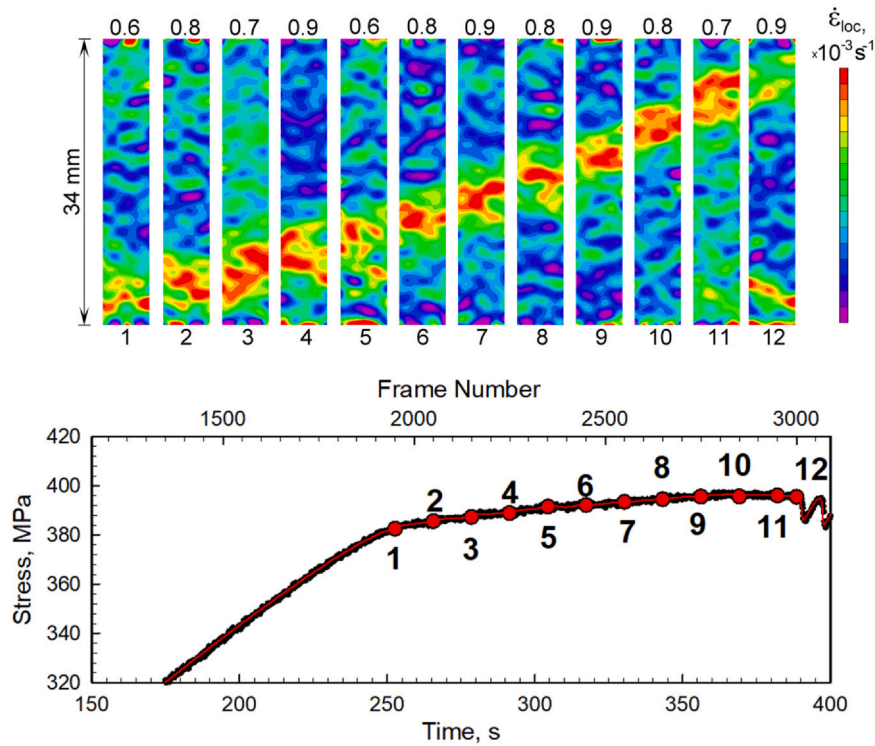 0.6 0.8 0.7 0.9 0.6 0.8 0.9 0.8 0.9 0.8 0.7 0.9
ε̇loc,
×10-3 s-1
34 mm
1 2 3 4 5 6 7 8 9 10 11 12
Frame Number
1500 2000 2500 3000
420
400
380
360
340
320
Stress, MPa
2 4 6 8 10 12
1 3 5 7 9 11
150 200 250 300 350 400
Time, s